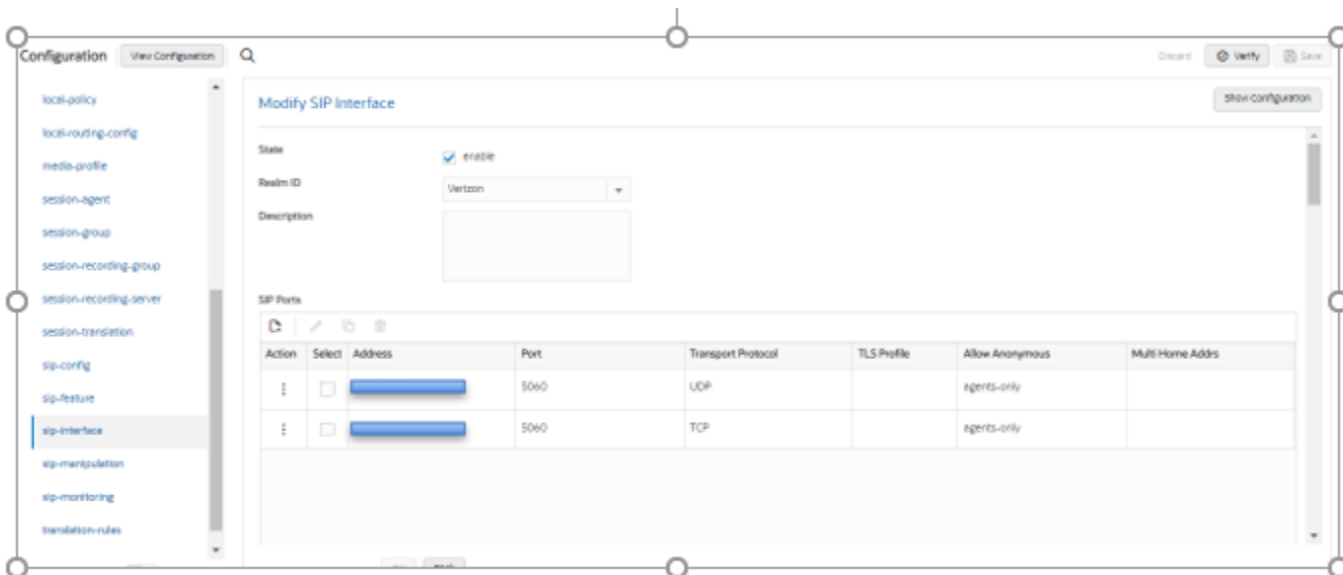 Configuration View Configuration Discard Verify Save
Modify SIP Interface Show Configuration
local-policy
local-routing-config
media-profile
session-agent
session-group
session-recording-group
session-recording-server
session-translation
sip-config
sip-feature
sip-interface
sip-manipulation
sip-monitoring
translation-rules
State enable
Realm ID Verizon
Description
SIP Ports
Action Select Address Port Transport Protocol TLS Profile Allow Anonymous Multi Home Addrs
5060 UDP agents-only
5060 TCP agents-only